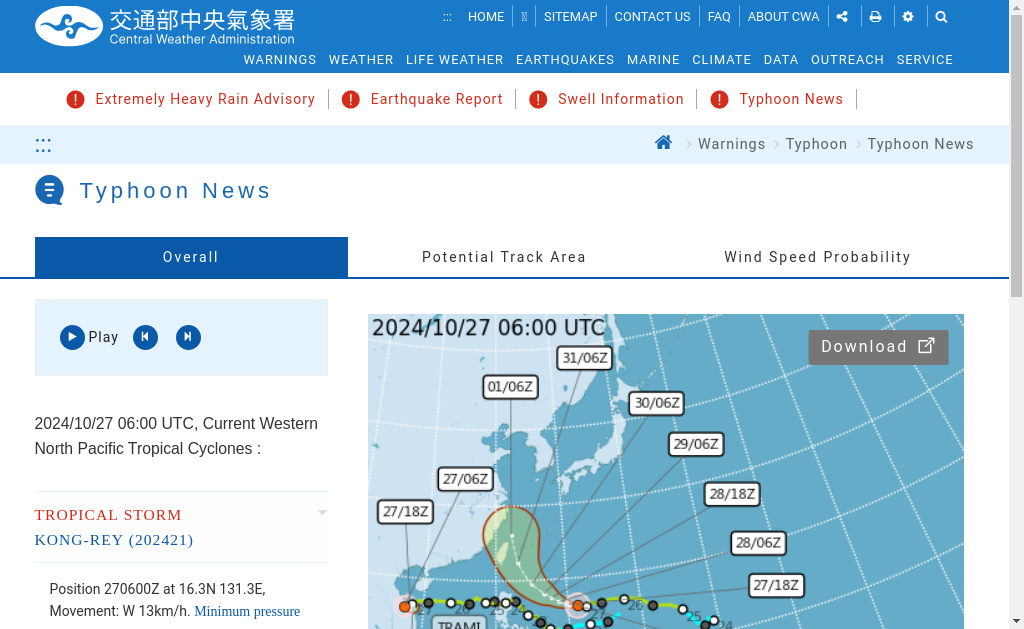 交通部中央氣象署
Central Weather Administration
::: HOME SITEMAP CONTACT US FAQ ABOUT CWA
WARNINGS WEATHER LIFE WEATHER EARTHQUAKES MARINE CLIMATE DATA OUTREACH SERVICE
Extremely Heavy Rain Advisory Earthquake Report Swell Information Typhoon News
::: Warnings Typhoon Typhoon News
Typhoon News
Overall Potential Track Area Wind Speed Probability
Play
2024/10/27 06:00 UTC, Current Western
North Pacific Tropical Cyclones :
TROPICAL STORM
KONG-REY (202421)
Position 270600Z at 16.3N 131.3E,
Movement: W 13km/h. Minimum pressure
2024/10/27 06:00 UTC
Download
31/06Z
01/06Z
30/06Z
29/06Z
27/06Z
28/18Z
27/18Z
28/06Z
27/18Z
27 26 25 24 27 26 25 24
TRAMI